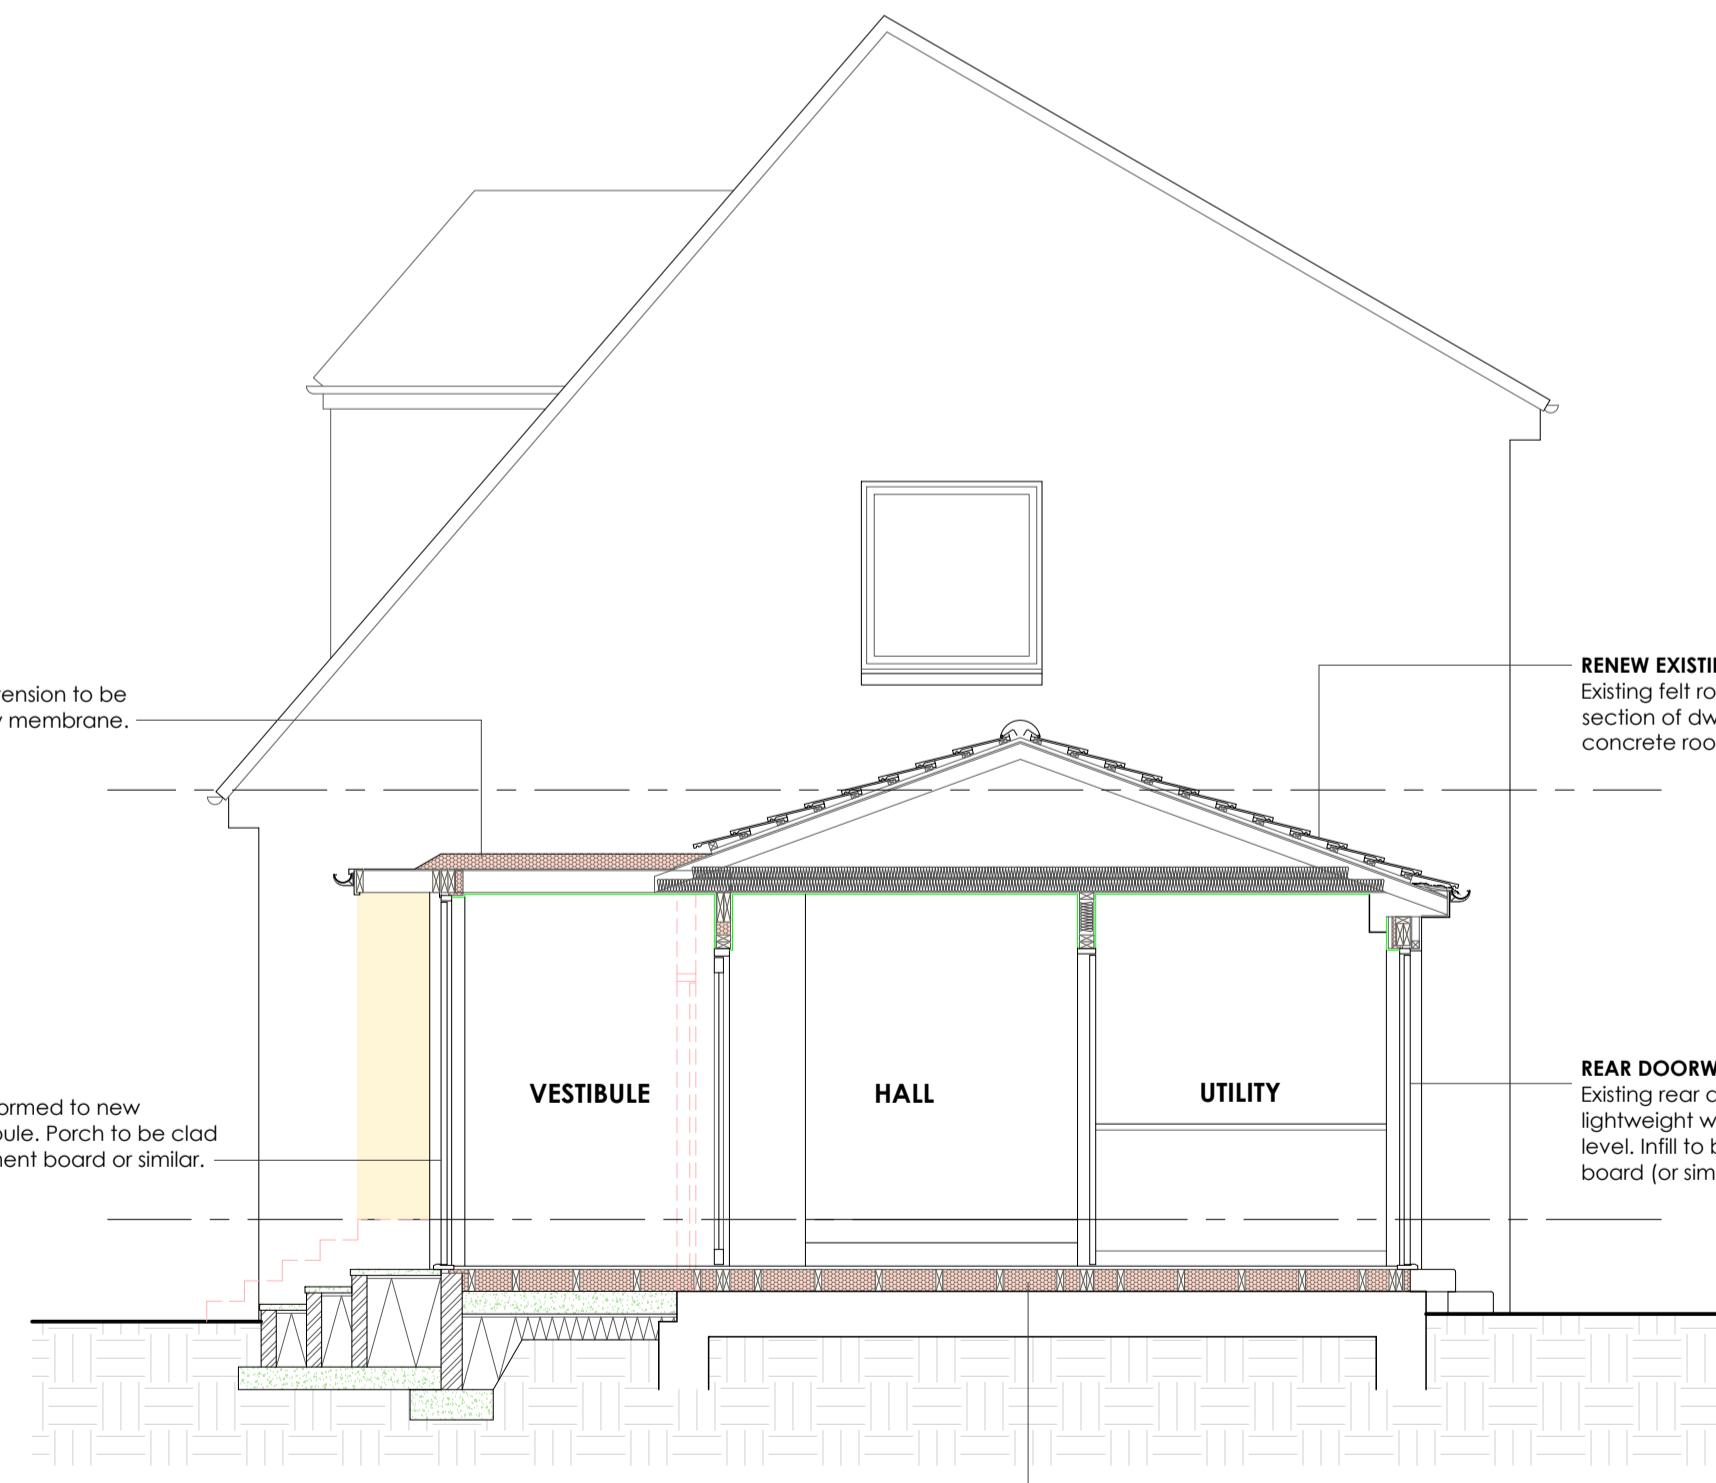 ension to be
membrane.
RENEW EXISTI
Existing felt ro
section of dw
concrete roo
VESTIBULE
HALL
UTILITY
ormed to new
ule. Porch to be clad
ent board or similar.
REAR DOORW
Existing rear d
lightweight w
level. Infill to b
board (or sim